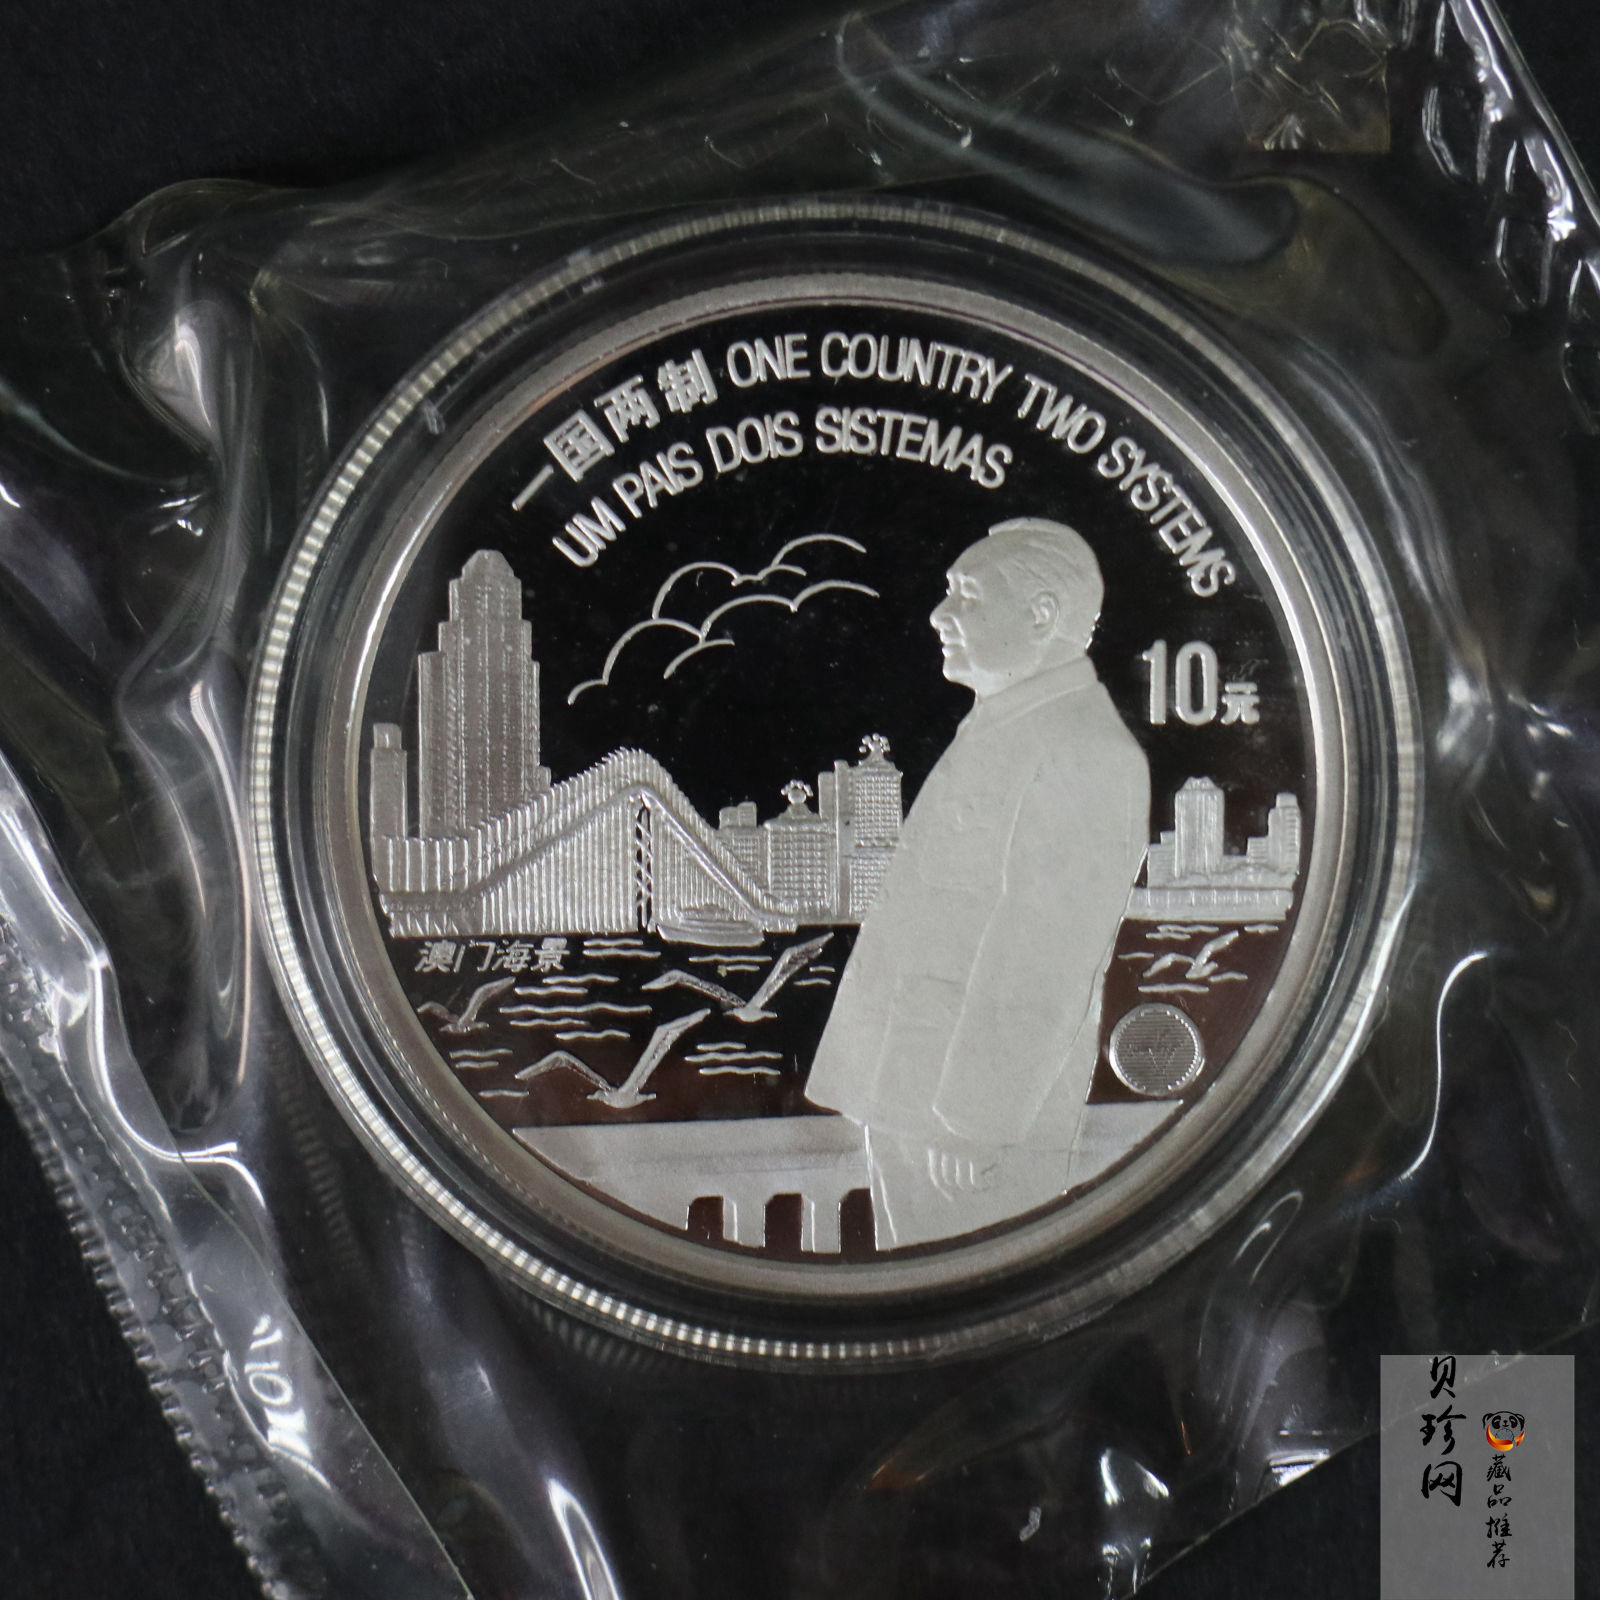 一国两制 ONE COUNTRY TWO SYSTEMS
UM PAIS DOIS SISTEMAS
10元
澳门海景
贝珍网
藏品推荐